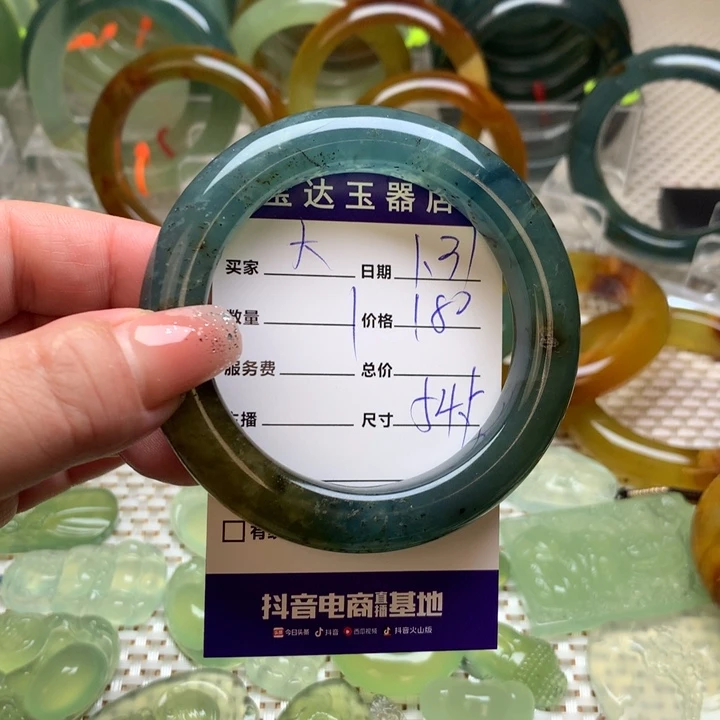 宝达玉器店
买家 大 日期 1.31
数量 1 价格 180
服务费 总价
主播 尺寸 54.5
抖音电商直播基地
今日头条 抖音 西瓜视频 抖音火山版